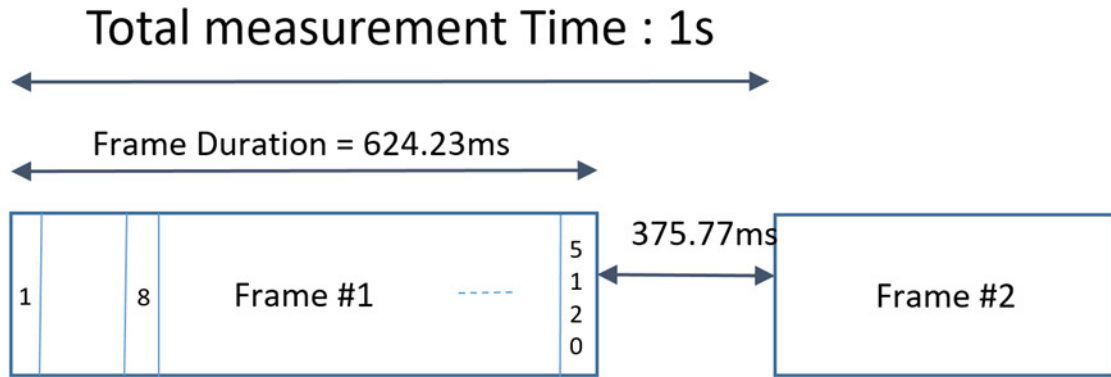 Total measurement Time : 1s
Frame Duration = 624.23ms
375.77ms
1
8
Frame #1
5
1
2
0
Frame #2